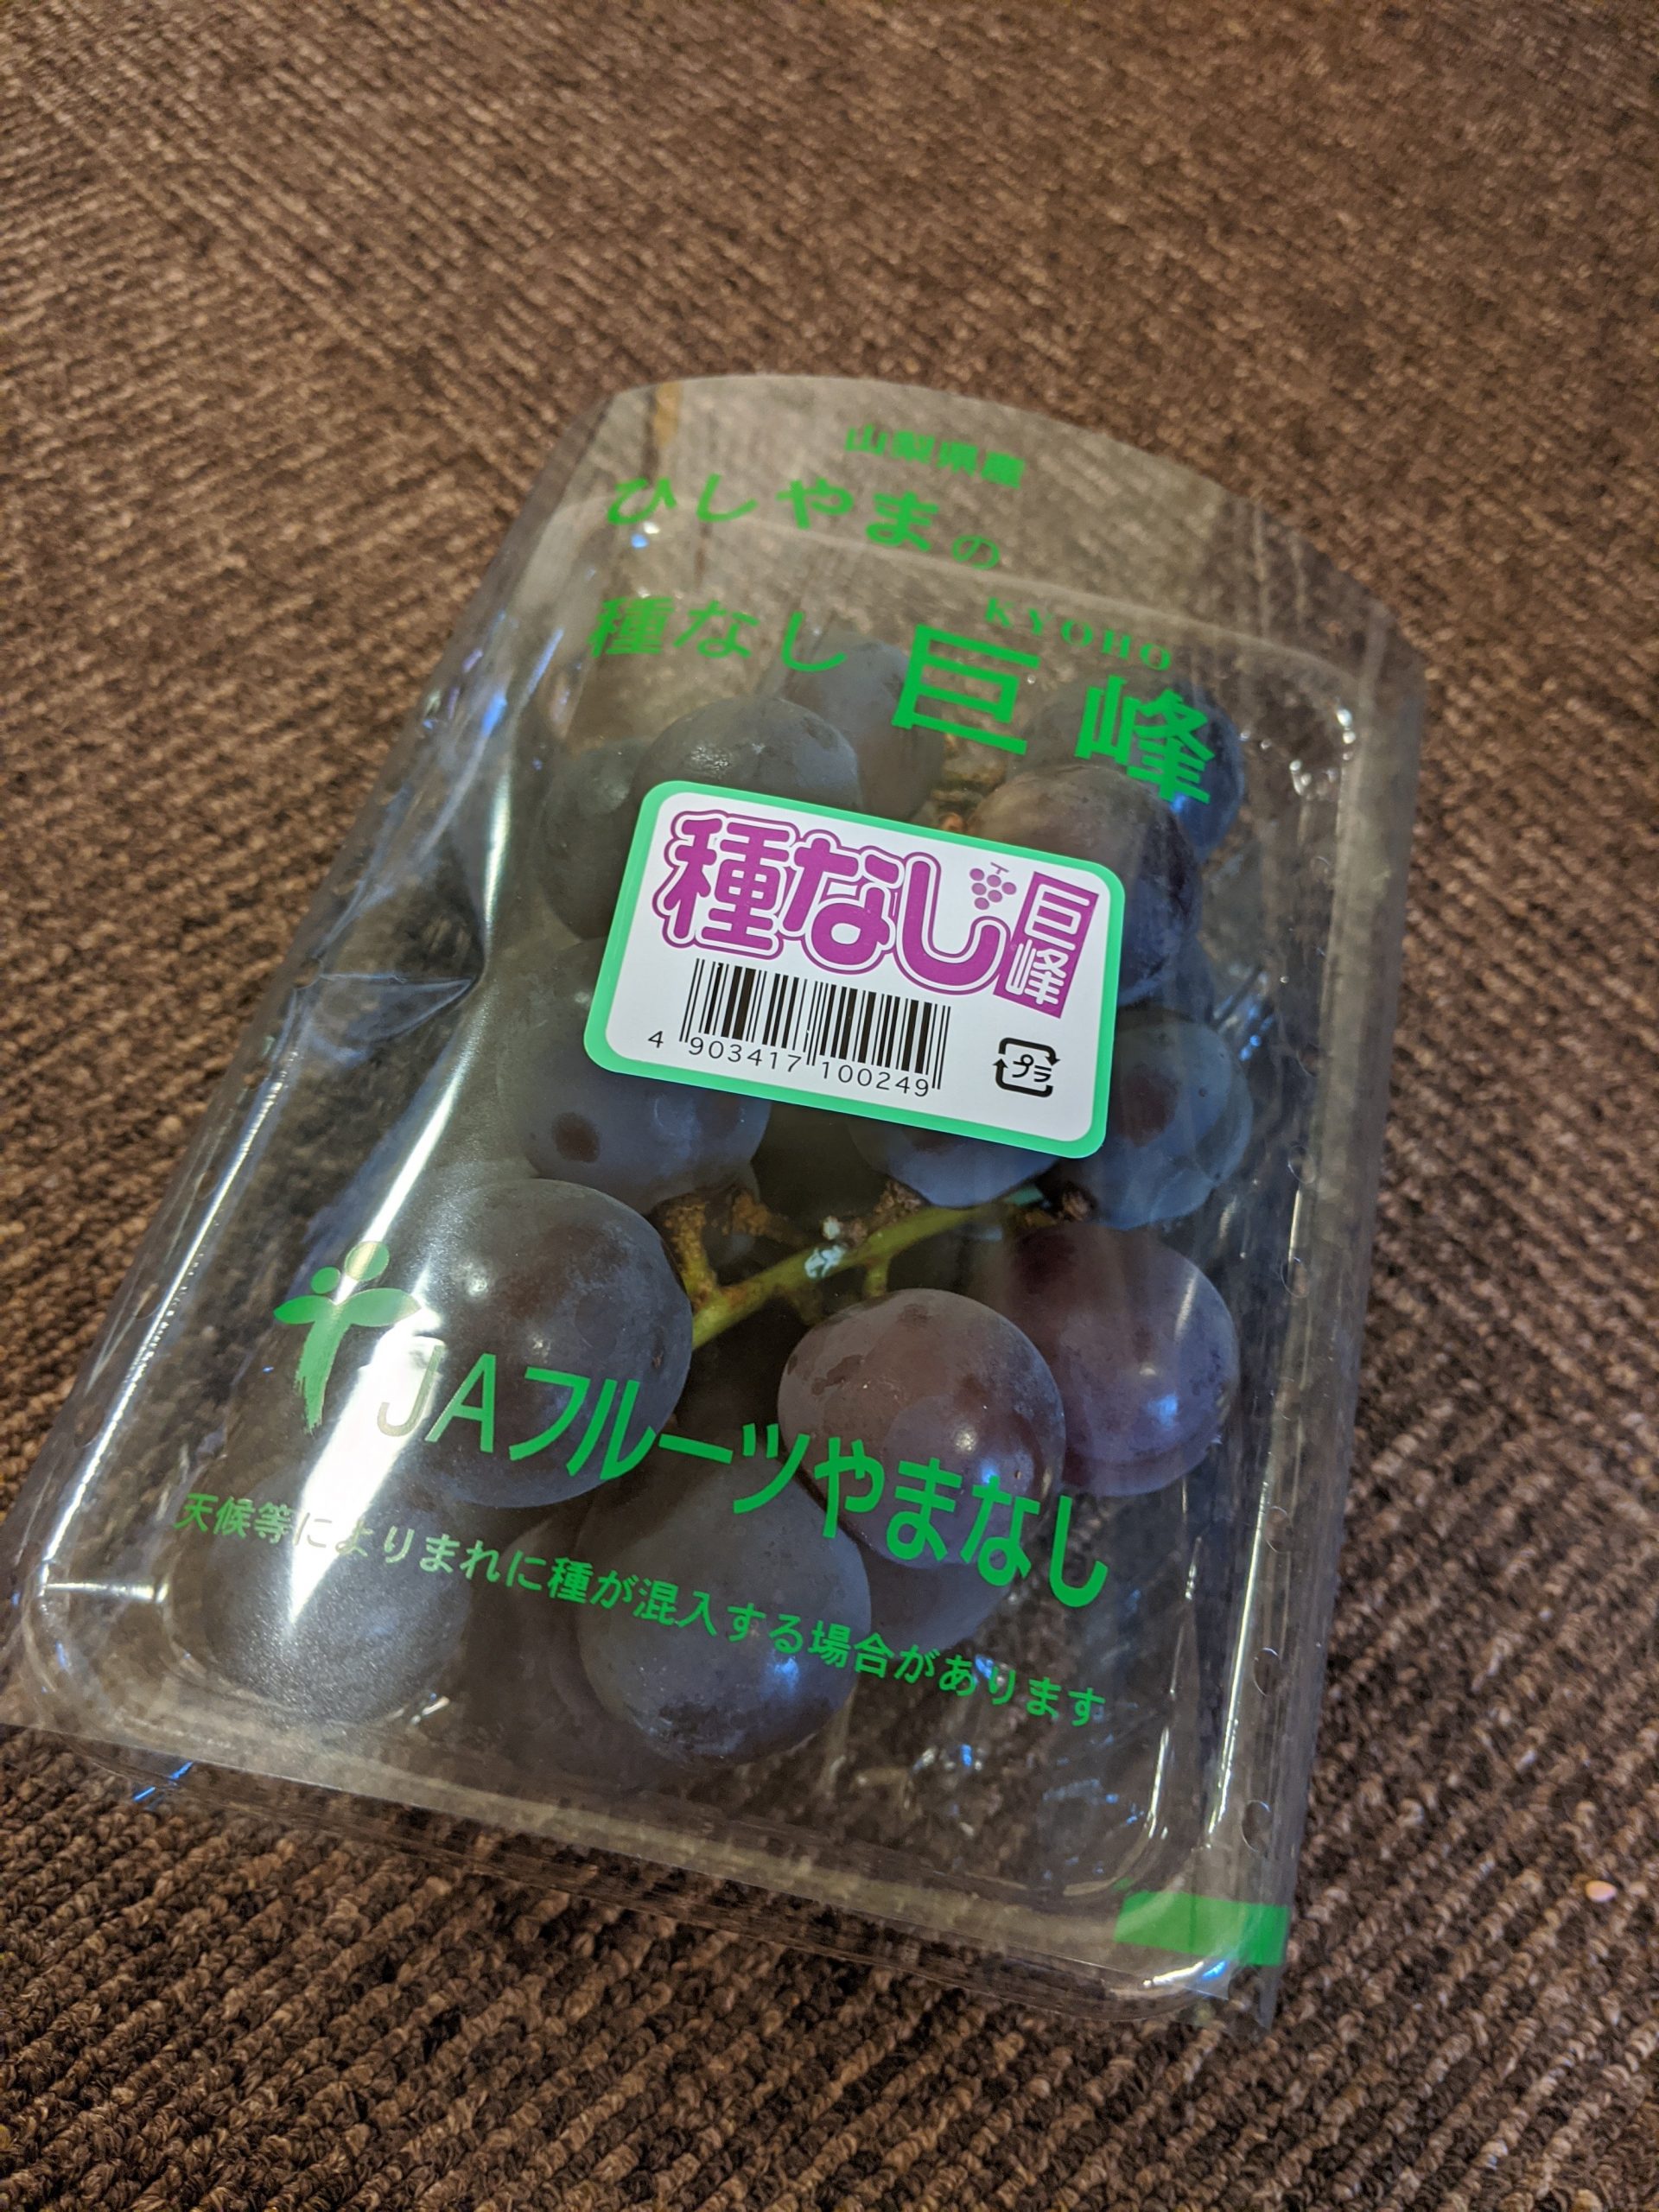 山梨県産
ひしやまの
KYOHO
種なし 巨峰
種なし 巨峰
4 903417 100249
プラ
JAフルーツやまなし
天候等によりまれに種が混入する場合があります